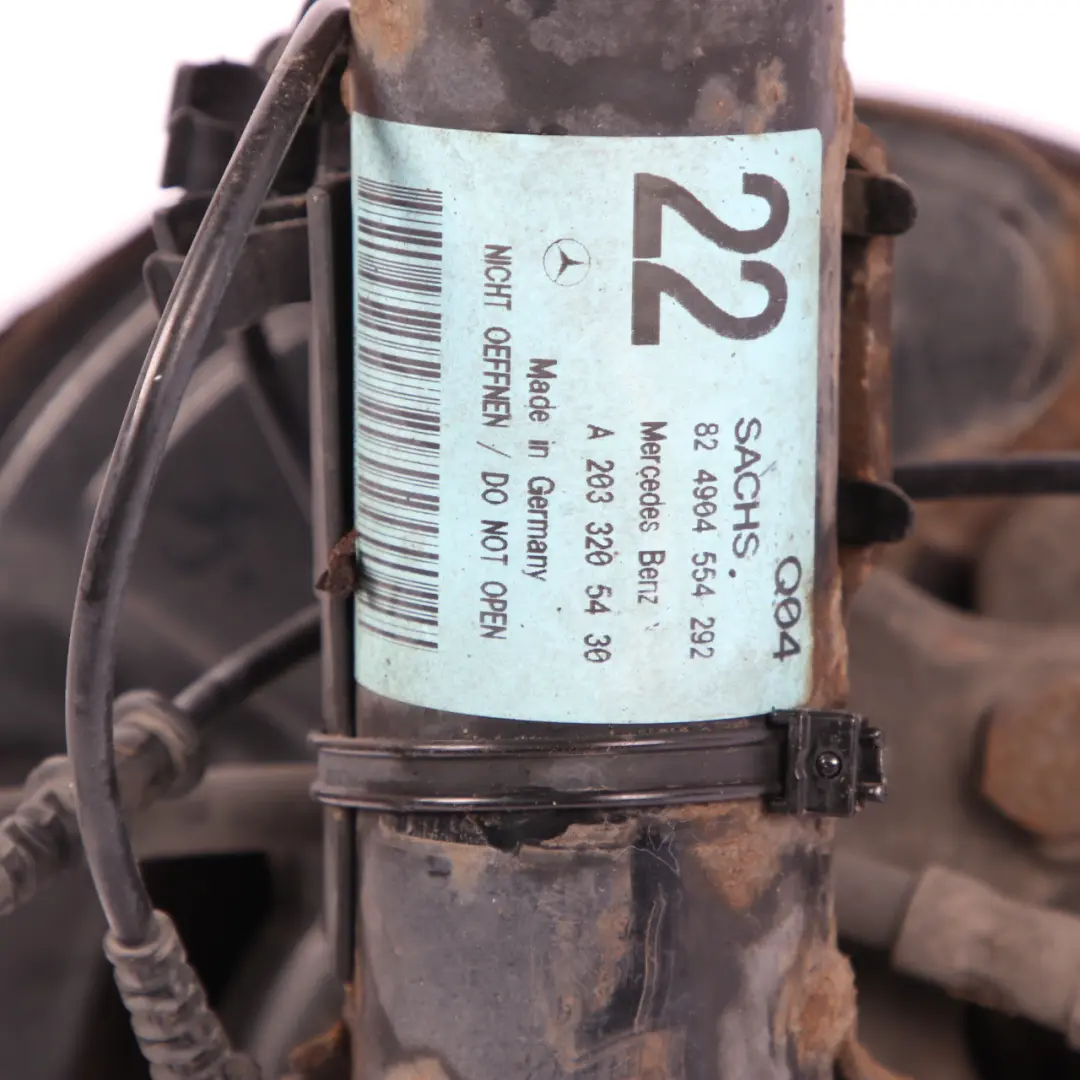 22
Q04
SACHS.
82 4904 554 292
Mercedes Benz
A 203 320 54 30
Made in Germany
NICHT OEFFNEN / DO NOT OPEN